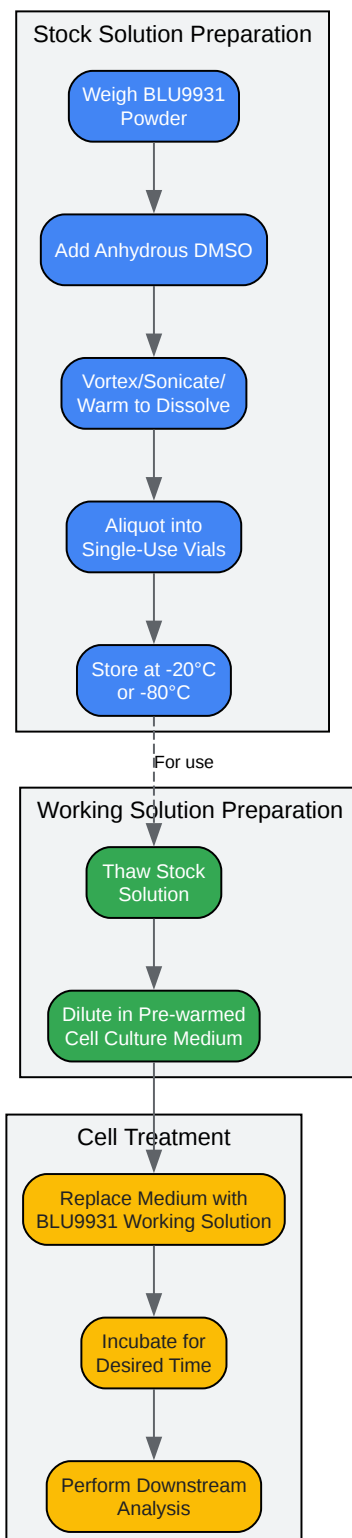 Stock Solution Preparation
Weigh BLU9931
Powder
Add Anhydrous DMSO
Vortex/Sonicate/
Warm to Dissolve
Aliquot into
Single-Use Vials
Store at -20°C
or -80°C
For use
Working Solution Preparation
Thaw Stock
Solution
Dilute in Pre-warmed
Cell Culture Medium
Cell Treatment
Replace Medium with
BLU9931 Working Solution
Incubate for
Desired Time
Perform Downstream
Analysis